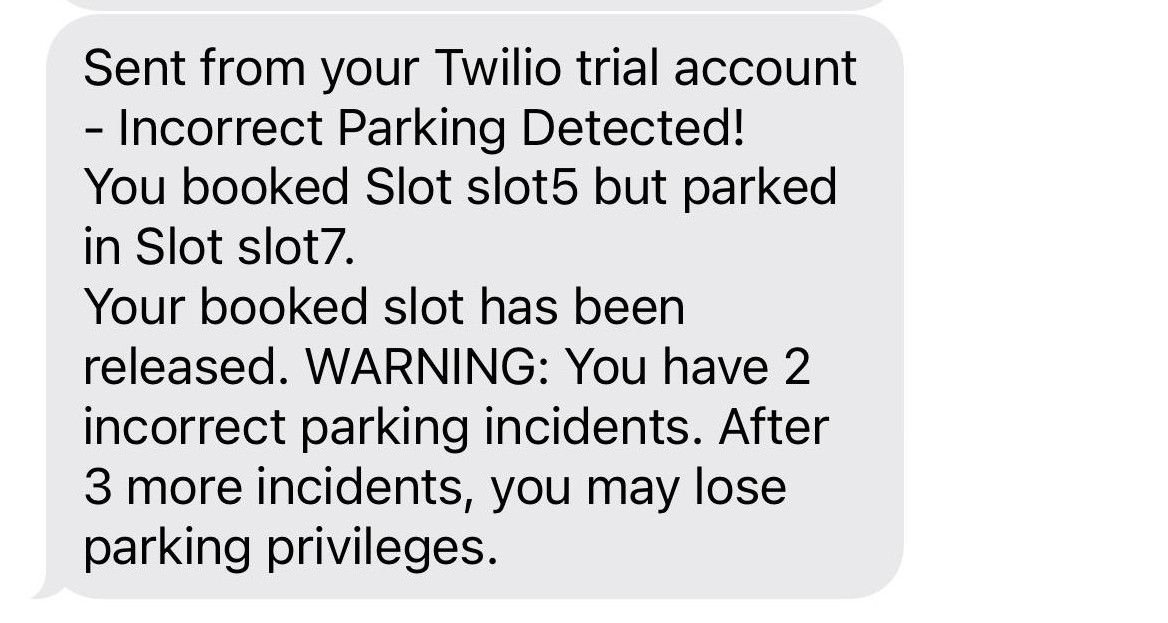 Sent from your Twilio trial account
- Incorrect Parking Detected!
You booked Slot slot5 but parked
in Slot slot7.
Your booked slot has been
released. WARNING: You have 2
incorrect parking incidents. After
3 more incidents, you may lose
parking privileges.